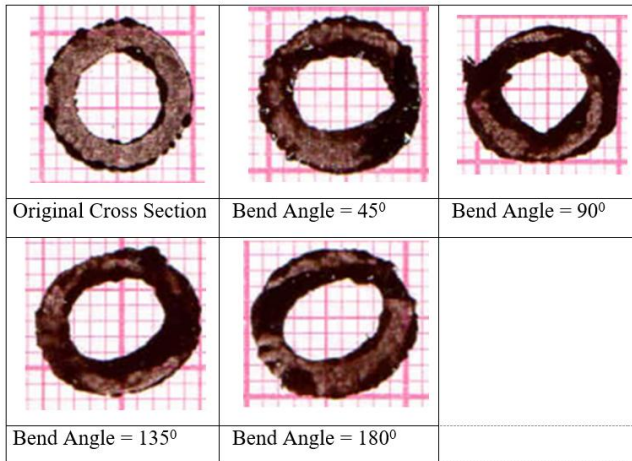 Original Cross Section
Bend Angle = 45⁰
Bend Angle = 90⁰
Bend Angle = 135⁰
Bend Angle = 180⁰